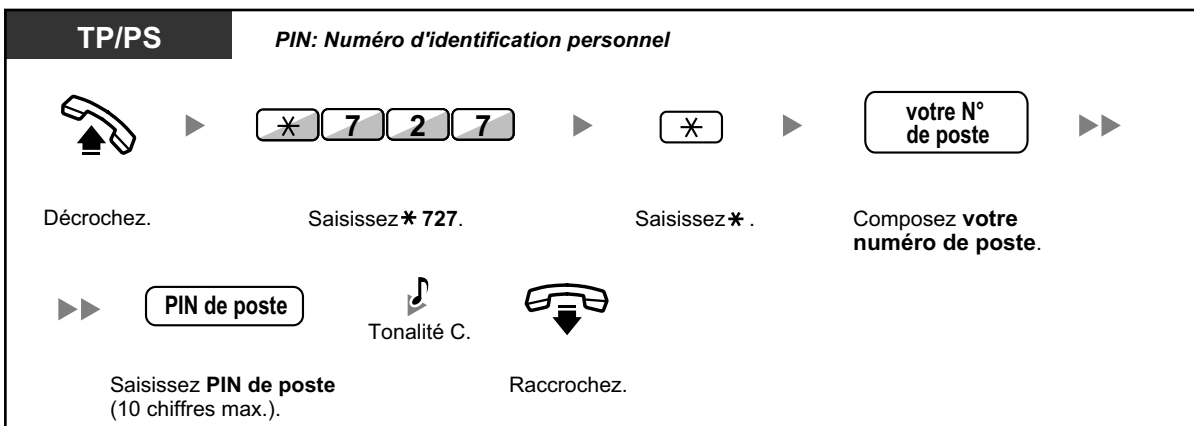 TP/PS PIN: Numéro d'identification personnel
* 7 2 7 * votre N°
de poste
Décrochez. Saisissez * 727. Saisissez * . Composez votre
numéro de poste.
PIN de poste
Tonalité C.
Saisissez PIN de poste Raccrochez.
(10 chiffres max.).